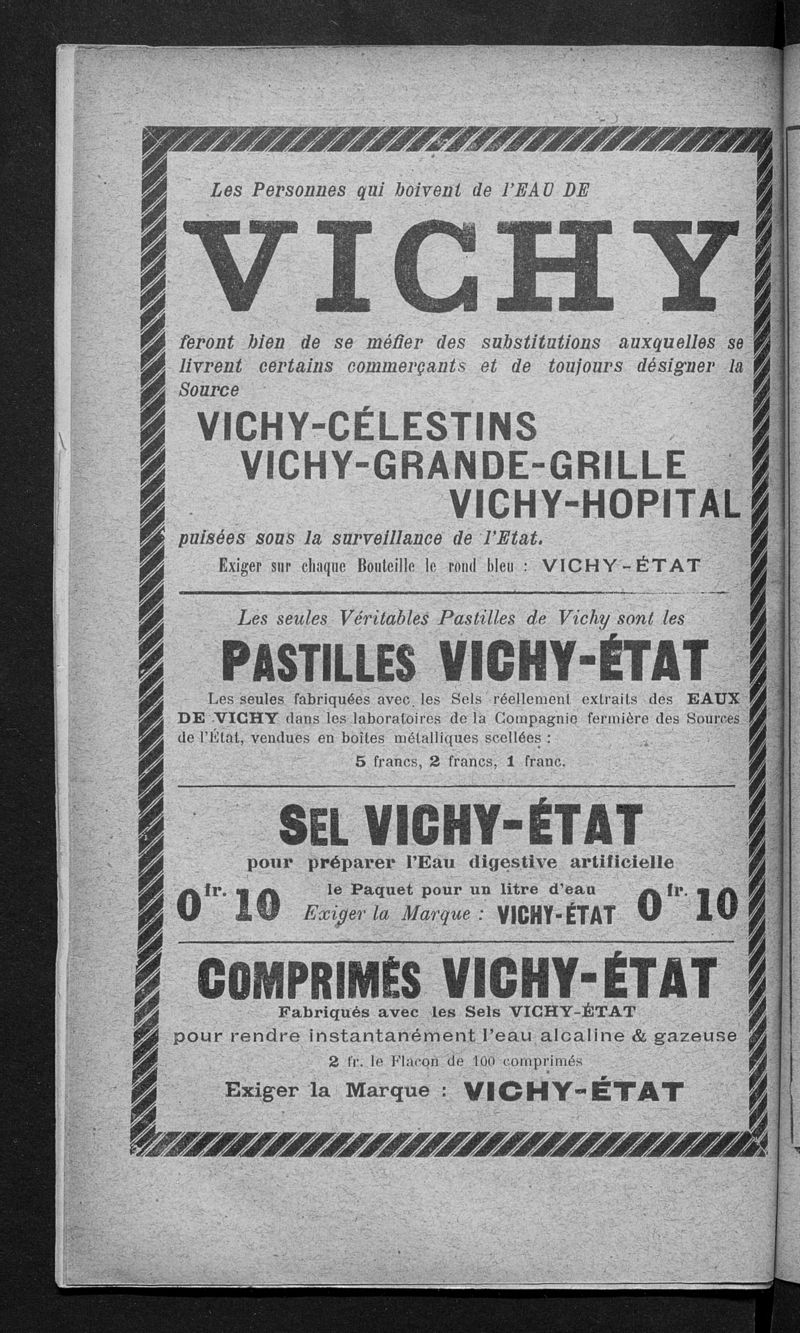 Les Personnes qui boivent de l'EAU DE
VICHY
feront bien de se méfier des substitutions auxquelles se
livrent certains commerçants et de toujours désigner la
Source
VICHY-CÉLESTINS
VICHY-GRANDE-GRILLE
VICHY-HOPITAL
puisées sous la surveillance de l'Etat.
Exiger sur chaque Bouteille le rond bleu : VICHY-ÉTAT
Les seules Véritables Pastilles de Vichy sont les
PASTILLES VICHY-ÉTAT
Les seules fabriquées avec les Sels réellement extraits des EAUX
DE VICHY dans les laboratoires de la Compagnie fermière des Sources
de l'État, vendues en boîtes métalliques scellées :
5 francs, 2 francs, 1 franc.
SEL VICHY-ÉTAT
pour préparer l'Eau digestive artificielle
0 fr. 10 le Paquet pour un litre d'eau 0 fr. 10
Exiger la Marque : VICHY-ÉTAT
COMPRIMÉS VICHY-ÉTAT
Fabriqués avec les Sels VICHY-ÉTAT
pour rendre instantanément l'eau alcaline & gazeuse
2 fr. le Flacon de 100 comprimés
Exiger la Marque : VICHY-ÉTAT